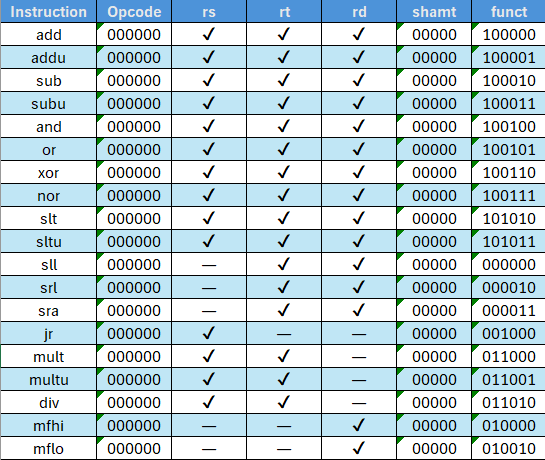 Instruction Opcode rs rt rd shamt funct
add 000000 ✓ ✓ ✓ 00000 100000
addu 000000 ✓ ✓ ✓ 00000 100001
sub 000000 ✓ ✓ ✓ 00000 100010
subu 000000 ✓ ✓ ✓ 00000 100011
and 000000 ✓ ✓ ✓ 00000 100100
or 000000 ✓ ✓ ✓ 00000 100101
xor 000000 ✓ ✓ ✓ 00000 100110
nor 000000 ✓ ✓ ✓ 00000 100111
slt 000000 ✓ ✓ ✓ 00000 101010
sltu 000000 ✓ ✓ ✓ 00000 101011
sll 000000 — ✓ ✓ 00000 000000
srl 000000 — ✓ ✓ 00000 000010
sra 000000 — ✓ ✓ 00000 000011
jr 000000 ✓ — — 00000 001000
mult 000000 ✓ ✓ — 00000 011000
multu 000000 ✓ ✓ — 00000 011001
div 000000 ✓ ✓ — 00000 011010
mfhi 000000 — — ✓ 00000 010000
mflo 000000 — — ✓ 00000 010010